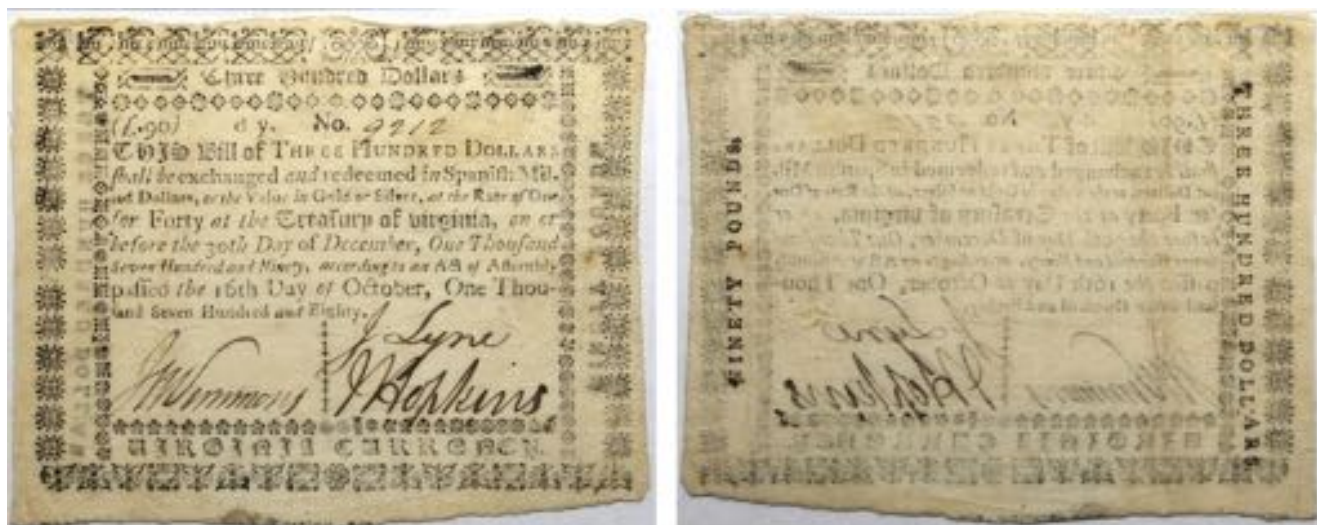 Three Hundred Dollars
(£.90) d y. No. 9212
THIS Bill of THREE HUNDRED DOLLARS
shall be exchanged and redeemed in Spanish Mil-
led Dollars, or the Value in Gold or Silver, at the Rate of One
for Forty at the Treasury of Virginia, on or
before the 30th Day of December, One Thousand
Seven Hundred and Ninety, according to an Act of Assembly
passed the 16th Day of October, One Thou-
sand Seven Hundred and Eighty.
J Lyne
Simmons
J Hopkins
VIRGINIA CURRENCY.
NINETY POUNDS.
THREE HUNDRED DOLLARS